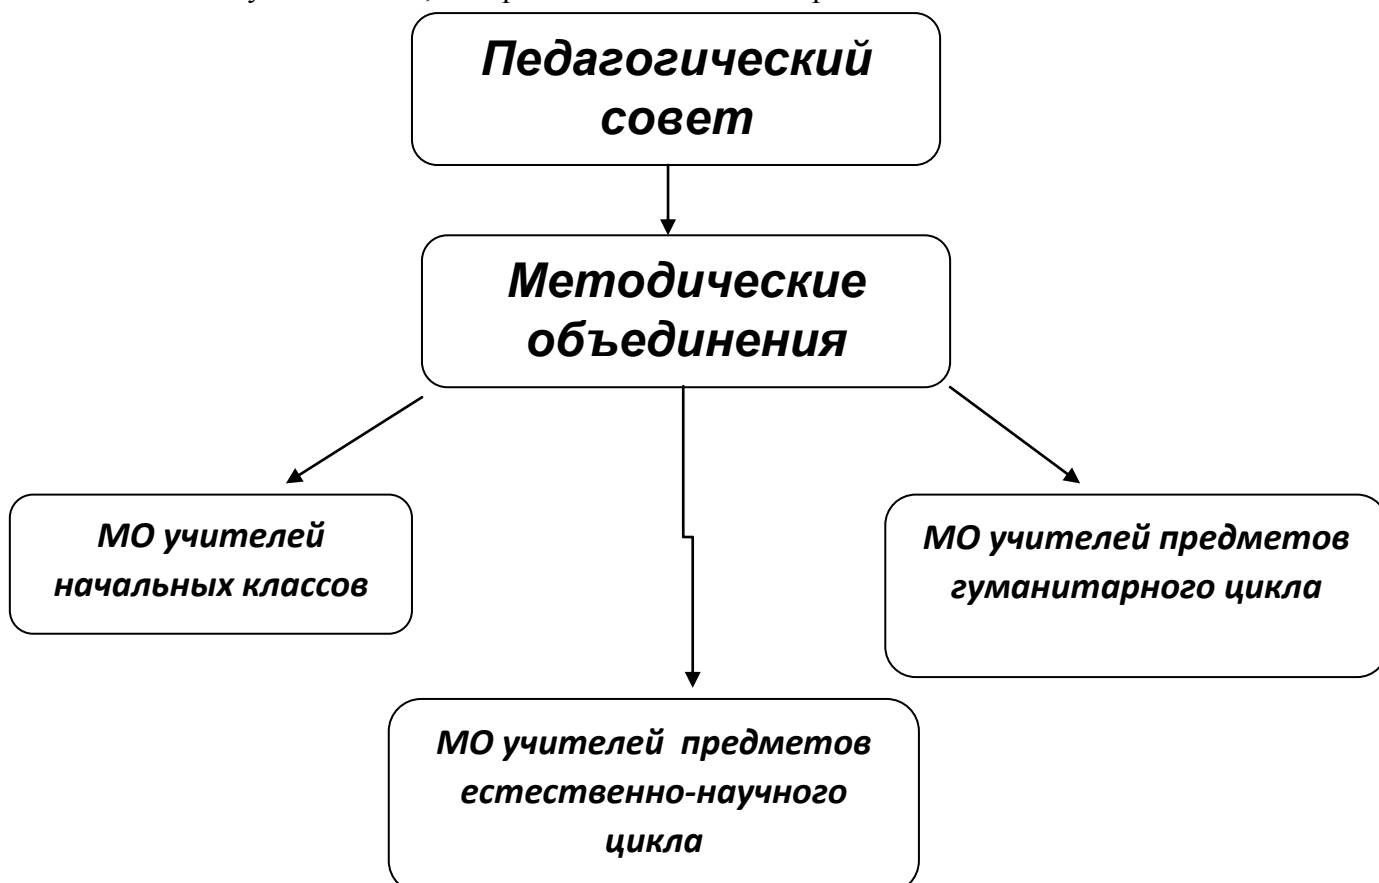 Педагогический
совет
Методические
объединения
МО учителей
начальных классов
МО учителей предметов
гуманитарного цикла
МО учителей предметов
естественно-научного
цикла